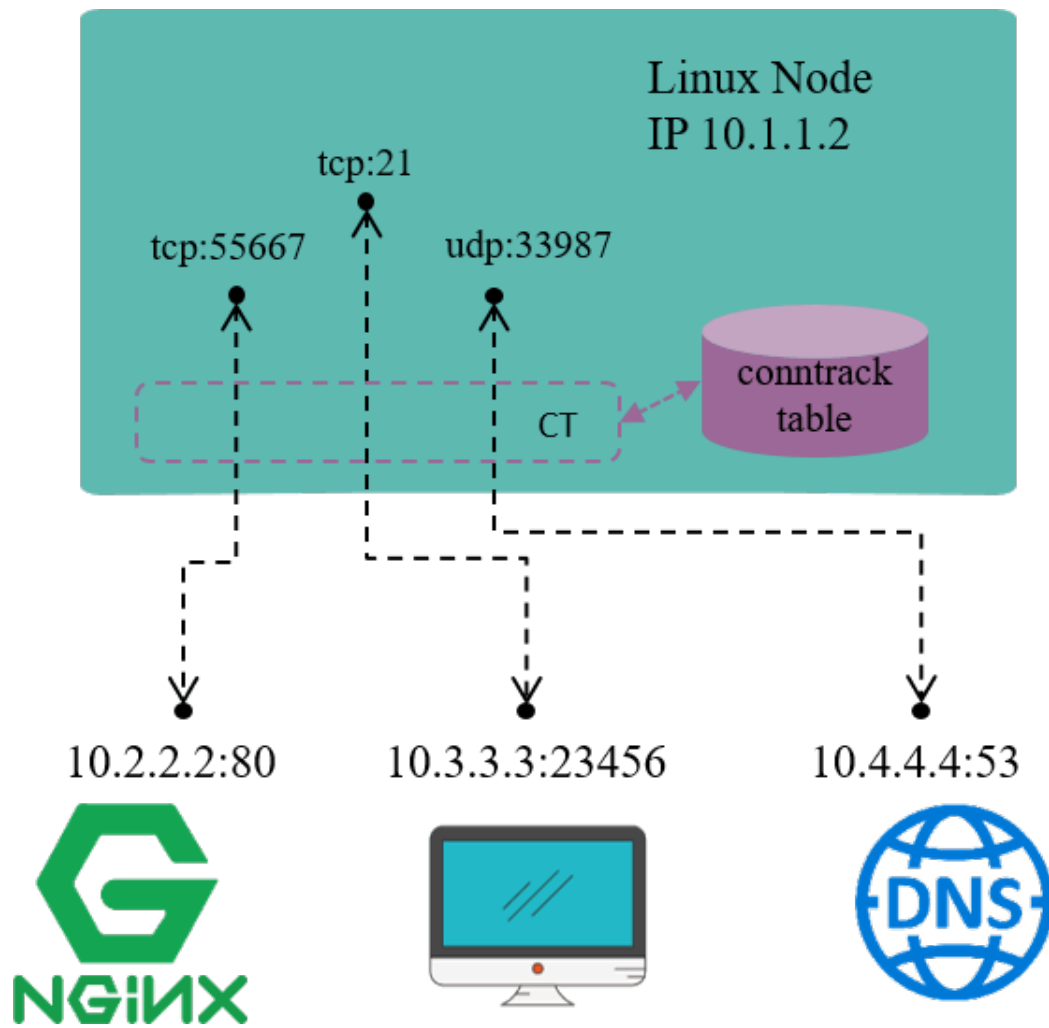 Linux Node
IP 10.1.1.2
tcp:21
tcp:55667
udp:33987
conntrack
table
CT
10.2.2.2:80
10.3.3.3:23456
10.4.4.4:53
NGiNX
DNS